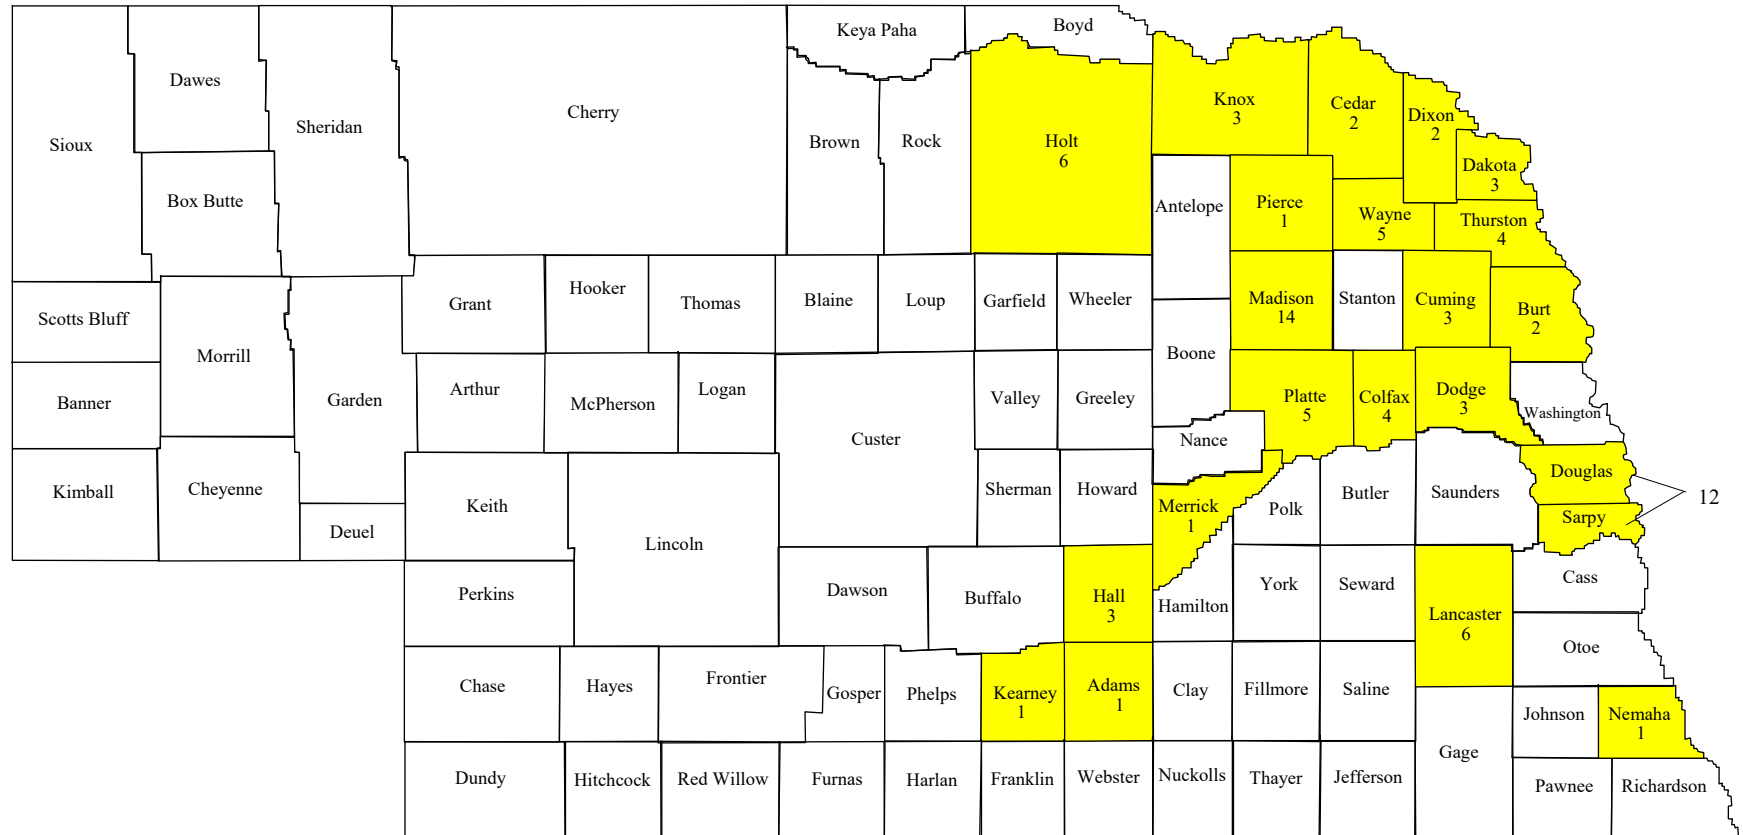 Boyd
Keya Paha
Dawes
Knox
3
Cedar
2
Dixon
2
Cherry
Sheridan
Sioux
Brown
Rock
Holt
6
Dakota
3
Box Butte
Antelope
Pierce
1
Wayne
5
Thurston
4
Grant
Hooker
Thomas
Blaine
Loup
Garfield
Wheeler
Madison
14
Stanton
Cuming
3
Burt
2
Scotts Bluff
Morrill
Boone
Banner
Garden
Arthur
McPherson
Logan
Custer
Valley
Greeley
Platte
5
Colfax
4
Dodge
3
Washington
Nance
Kimball
Cheyenne
Keith
Sherman
Howard
Merrick
1
Polk
Butler
Saunders
Douglas
12
Sarpy
Deuel
Lincoln
Perkins
Dawson
Buffalo
Hall
3
Hamilton
York
Seward
Lancaster
6
Cass
Otoe
Chase
Hayes
Frontier
Gosper
Phelps
Kearney
1
Adams
1
Clay
Fillmore
Saline
Johnson
Nemaha
1
Dundy
Hitchcock
Red Willow
Furnas
Harlan
Franklin
Webster
Nuckolls
Thayer
Jefferson
Gage
Pawnee
Richardson